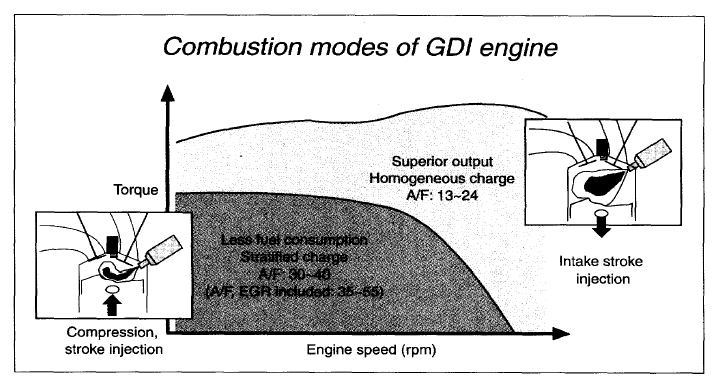 Combustion modes of GDI engine
Superior output
Homogeneous charge
A/F: 13~24
Torque
Less fuel consumption
Stratified charge
A/F: 30~40
(A/F, EGR included: 35~55)
Intake stroke
injection
Compression,
stroke injection
Engine speed (rpm)